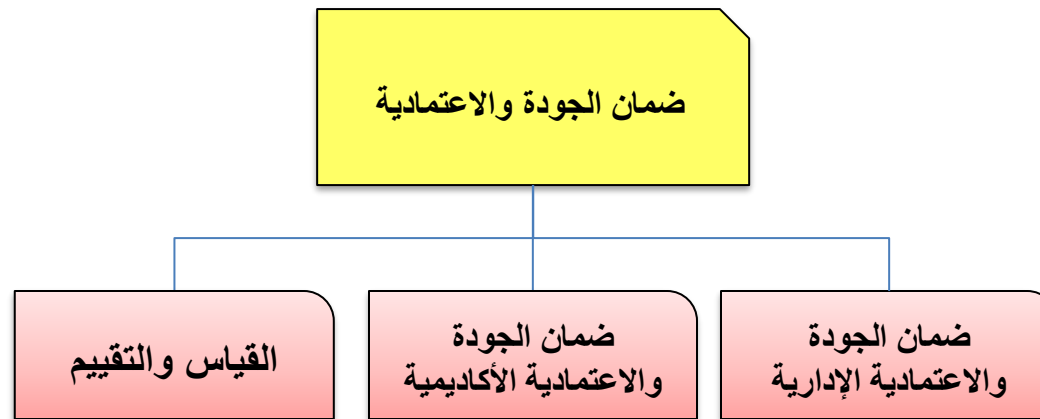 ضمان الجودة والاعتمادية
ضمان الجودة
والاعتمادية الإدارية
ضمان الجودة
والاعتمادية الأكاديمية
القياس والتقييم